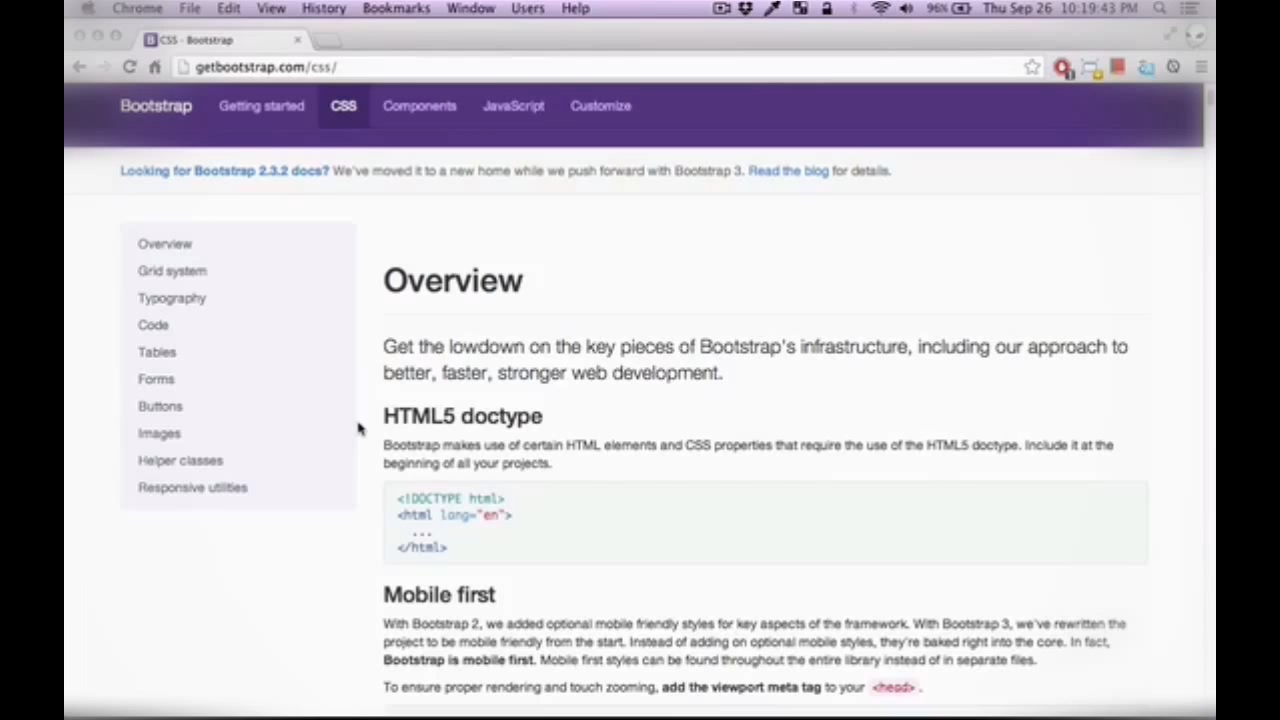 Chrome File Edit View History Bookmarks Window Users Help 96% Thu Sep 26 10:19:43 PM
CSS · Bootstrap
getbootstrap.com/css/
Bootstrap Getting started CSS Components JavaScript Customize
Looking for Bootstrap 2.3.2 docs? We've moved it to a new home while we push forward with Bootstrap 3. Read the blog for details.
Overview
Grid system
Typography
Code
Tables
Forms
Buttons
Images
Helper classes
Responsive utilities
Overview
Get the lowdown on the key pieces of Bootstrap's infrastructure, including our approach to
better, faster, stronger web development.
HTML5 doctype
Bootstrap makes use of certain HTML elements and CSS properties that require the use of the HTML5 doctype. Include it at the
beginning of all your projects.
<!DOCTYPE html>
<html lang="en">
...
</html>
Mobile first
With Bootstrap 2, we added optional mobile friendly styles for key aspects of the framework. With Bootstrap 3, we've rewritten the
project to be mobile friendly from the start. Instead of adding on optional mobile styles, they're baked right into the core. In fact,
Bootstrap is mobile first. Mobile first styles can be found throughout the entire library instead of in separate files.
To ensure proper rendering and touch zooming, add the viewport meta tag to your <head>.